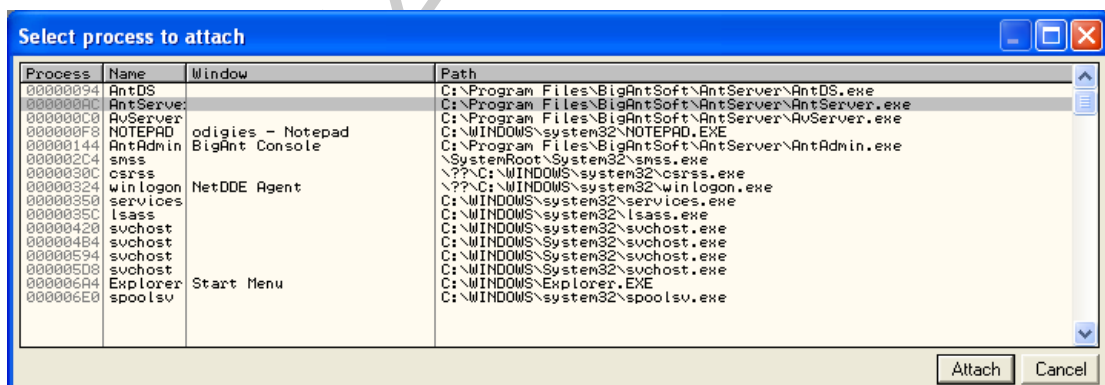 Select process to attach
Process Name Window Path
00000094 AntDS C:\Program Files\BigAntSoft\AntServer\AntDS.exe
000000AC AntServe: C:\Program Files\BigAntSoft\AntServer\AntServer.exe
000000C0 AvServer C:\Program Files\BigAntSoft\AntServer\AvServer.exe
000000F8 NOTEPAD odigies - Notepad C:\WINDOWS\system32\NOTEPAD.EXE
00000144 AntAdmin BigAnt Console C:\Program Files\BigAntSoft\AntServer\AntAdmin.exe
000002C4 smss \SystemRoot\System32\smss.exe
0000030C csrss \??\C:\WINDOWS\system32\csrss.exe
00000324 winlogon NetDDE Agent \??\C:\WINDOWS\system32\winlogon.exe
00000350 services C:\WINDOWS\system32\services.exe
0000035C lsass C:\WINDOWS\system32\lsass.exe
00000420 svchost C:\WINDOWS\system32\svchost.exe
000004B4 svchost C:\WINDOWS\System32\svchost.exe
00000594 svchost C:\WINDOWS\System32\svchost.exe
000005D8 svchost C:\WINDOWS\System32\svchost.exe
000006A4 Explorer Start Menu C:\WINDOWS\Explorer.EXE
000006E0 spoolsv C:\WINDOWS\system32\spoolsv.exe
Attach Cancel